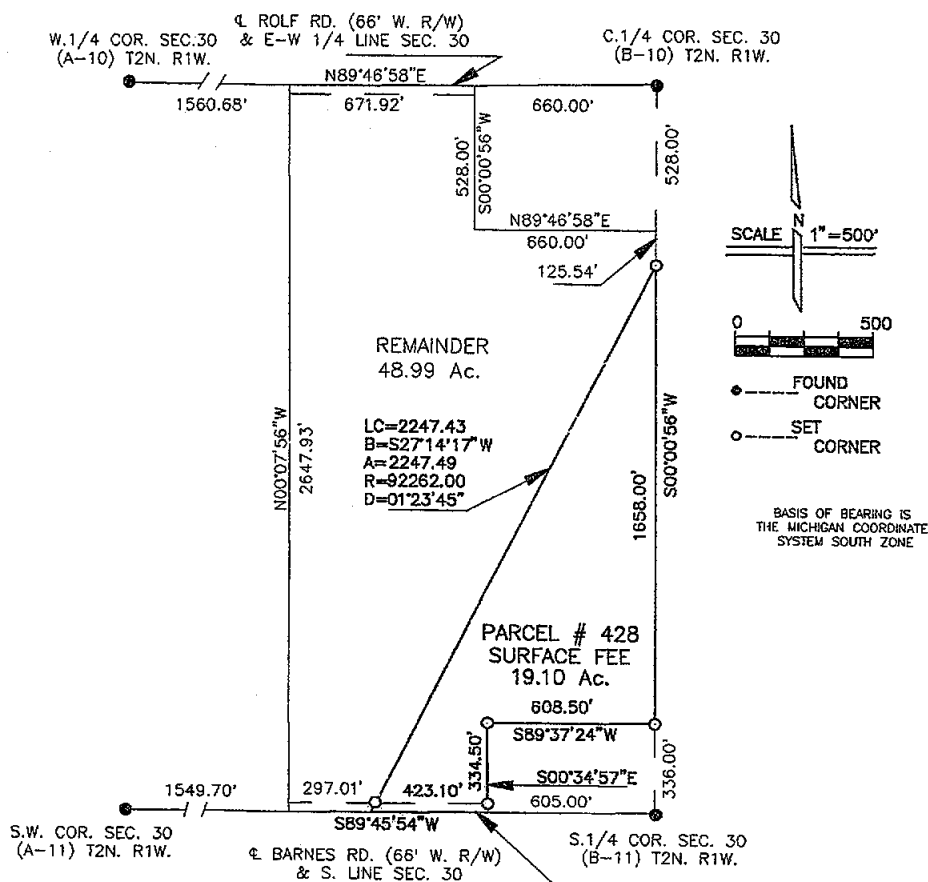 ℄ ROLF RD. (66' W. R/W)
& E-W 1/4 LINE SEC. 30
W.1/4 COR. SEC.30
(A-10) T2N. R1W.
C.1/4 COR. SEC. 30
(B-10) T2N. R1W.
N89°46'58"E
1560.68'
671.92'
660.00'
528.00'
S00°00'56"W
528.00'
N89°46'58"E
660.00'
125.54'
N
SCALE 1"=500'
0 500
FOUND
CORNER
SET
CORNER
BASIS OF BEARING IS
THE MICHIGAN COORDINATE
SYSTEM SOUTH ZONE
REMAINDER
48.99 Ac.
LC=2247.43
B=S27°14'17"W
A=2247.49
R=92262.00
D=01°23'45"
N00°07'56"W
2647.93'
S00°00'56"W
1658.00'
PARCEL # 428
SURFACE FEE
19.10 Ac.
608.50'
S89°37'24"W
334.50'
S00°34'57"E
336.00'
1549.70'
297.01'
423.10'
605.00'
S89°45'54"W
S.W. COR. SEC. 30
(A-11) T2N. R1W.
℄ BARNES RD. (66' W. R/W)
& S. LINE SEC. 30
S.1/4 COR. SEC. 30
(B-11) T2N. R1W.